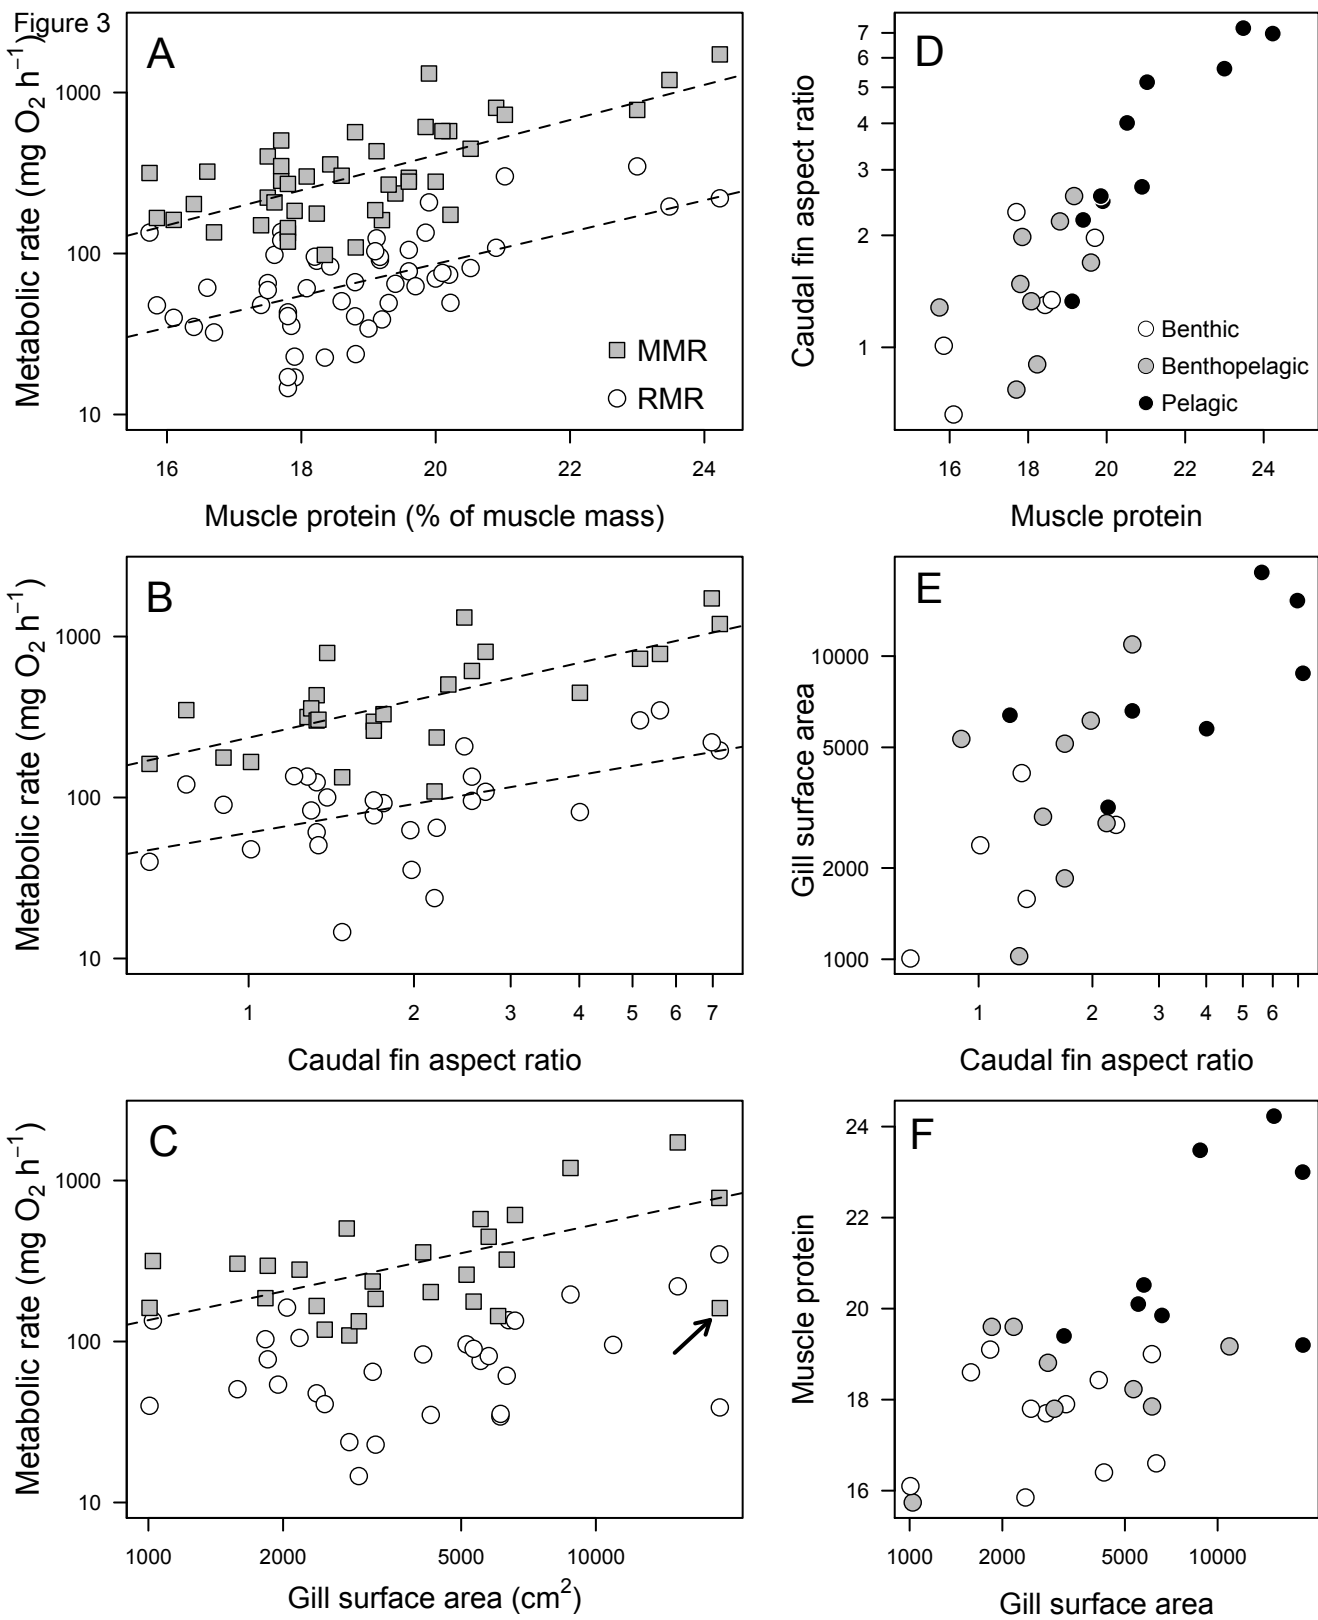 Figure 3
A
Metabolic rate (mg O2 h−1)
1000
100
10
MMR
RMR
16 18 20 22 24
Muscle protein (% of muscle mass)
D
Caudal fin aspect ratio
7
6
5
4
3
2
1
Benthic
Benthopelagic
Pelagic
16 18 20 22 24
Muscle protein
B
Metabolic rate (mg O2 h−1)
1000
100
10
1 2 3 4 5 6 7
Caudal fin aspect ratio
E
Gill surface area
10000
5000
2000
1000
1 2 3 4 5 6
Caudal fin aspect ratio
C
Metabolic rate (mg O2 h−1)
1000
100
10
1000 2000 5000 10000
Gill surface area (cm2)
F
Muscle protein
24
22
20
18
16
1000 2000 5000 10000
Gill surface area